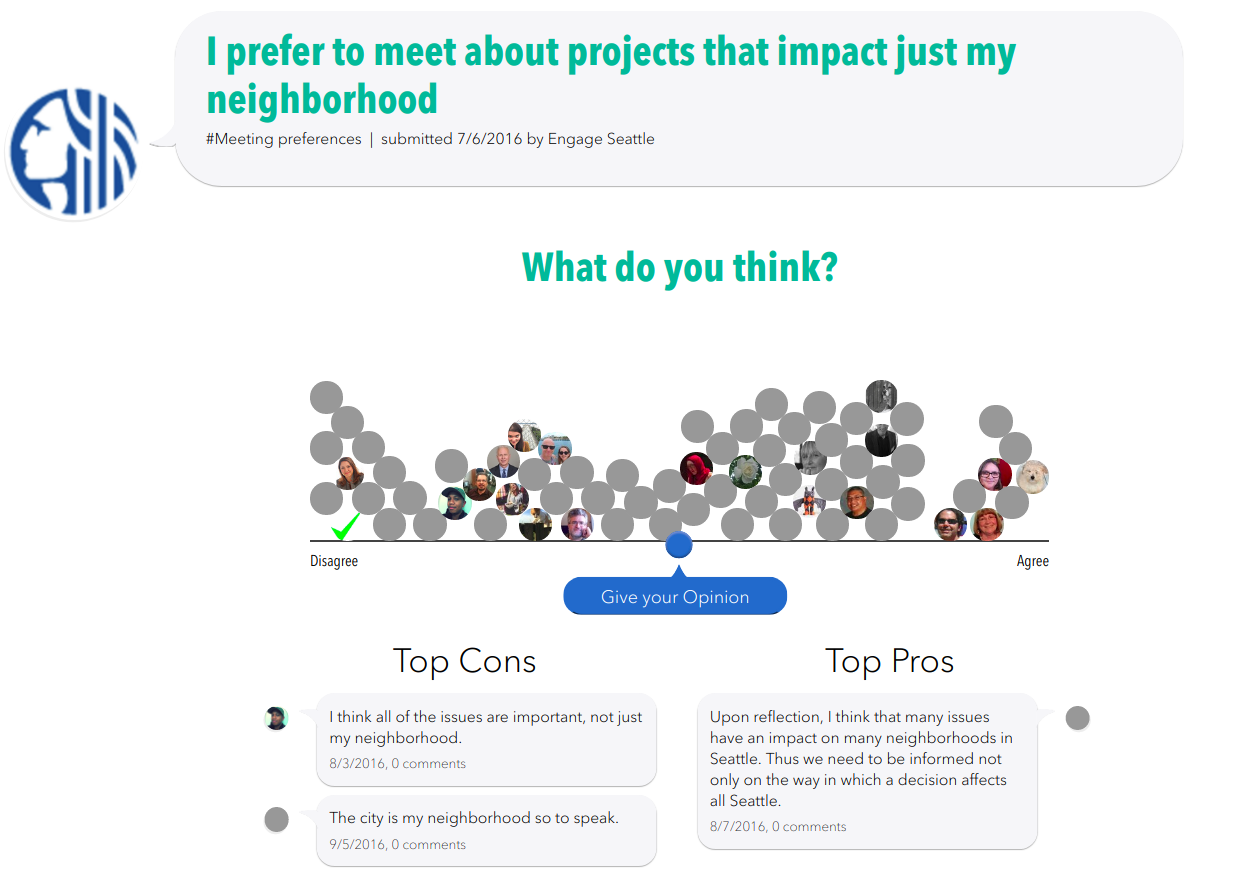 I prefer to meet about projects that impact just my
neighborhood
#Meeting preferences | submitted 7/6/2016 by Engage Seattle
What do you think?
Disagree
Agree
Give your Opinion
Top Cons
I think all of the issues are important, not just
my neighborhood.
8/3/2016, 0 comments
The city is my neighborhood so to speak.
9/5/2016, 0 comments
Top Pros
Upon reflection, I think that many issues
have an impact on many neighborhoods in
Seattle. Thus we need to be informed not
only on the way in which a decision affects
all Seattle.
8/7/2016, 0 comments